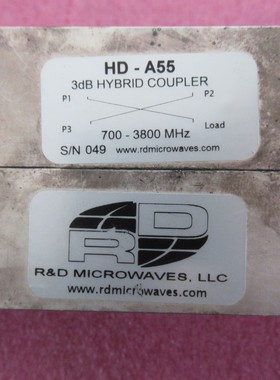 HD - A55
3dB HYBRID COUPLER
P1 P2
P3 Load
700 - 3800 MHz
S/N 049 www.rdmicrowaves.com
RD
R&D MICROWAVES, LLC
www.rdmicrowaves.com